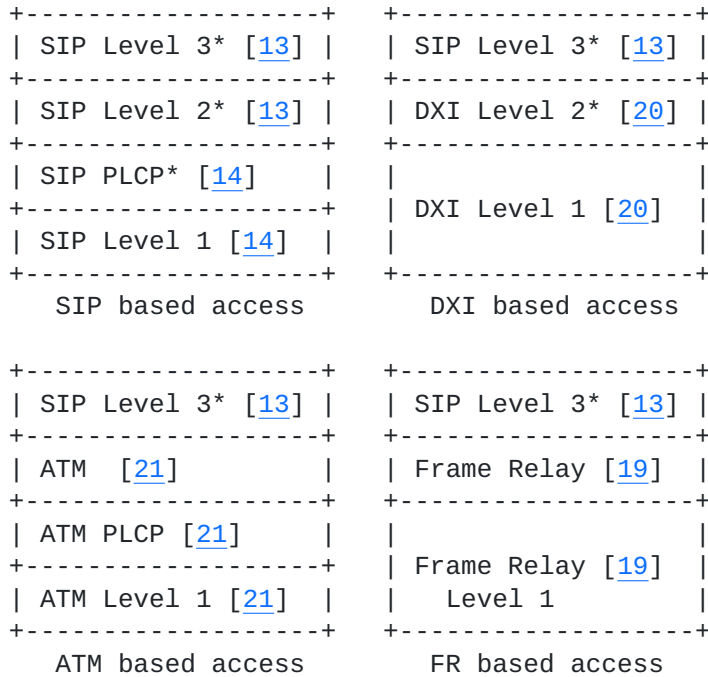 +-------------------+   +-------------------+
| SIP Level 3* [13] |   | SIP Level 3* [13] |
+-------------------+   +-------------------+
| SIP Level 2* [13] |   | DXI Level 2* [20] |
+-------------------+   +-------------------+
| SIP PLCP* [14]    |   |                   |
+-------------------+   | DXI Level 1 [20]  |
| SIP Level 1 [14]  |   |                   |
+-------------------+   +-------------------+
   SIP based access        DXI based access

+-------------------+   +-------------------+
| SIP Level 3* [13] |   | SIP Level 3* [13] |
+-------------------+   +-------------------+
| ATM  [21]         |   | Frame Relay [19]  |
+-------------------+   +-------------------+
| ATM PLCP [21]     |   |                   |
+-------------------+   | Frame Relay [19]  |
| ATM Level 1 [21]  |   |   Level 1         |
+-------------------+   +-------------------+
   ATM based access        FR based access